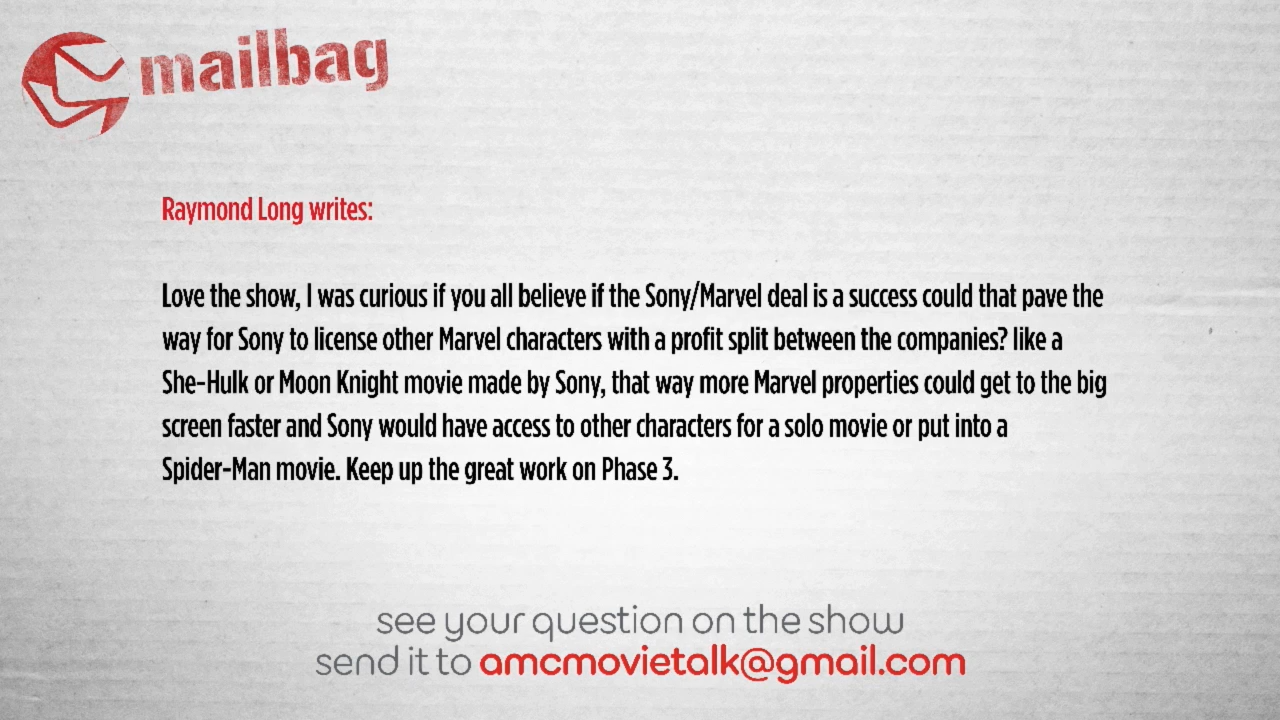 mailbag
Raymond Long writes:
Love the show, I was curious if you all believe if the Sony/Marvel deal is a success could that pave the
way for Sony to license other Marvel characters with a profit split between the companies? like a
She-Hulk or Moon Knight movie made by Sony, that way more Marvel properties could get to the big
screen faster and Sony would have access to other characters for a solo movie or put into a
Spider-Man movie. Keep up the great work on Phase 3.
see your question on the show
send it to amcmovietalk@gmail.com